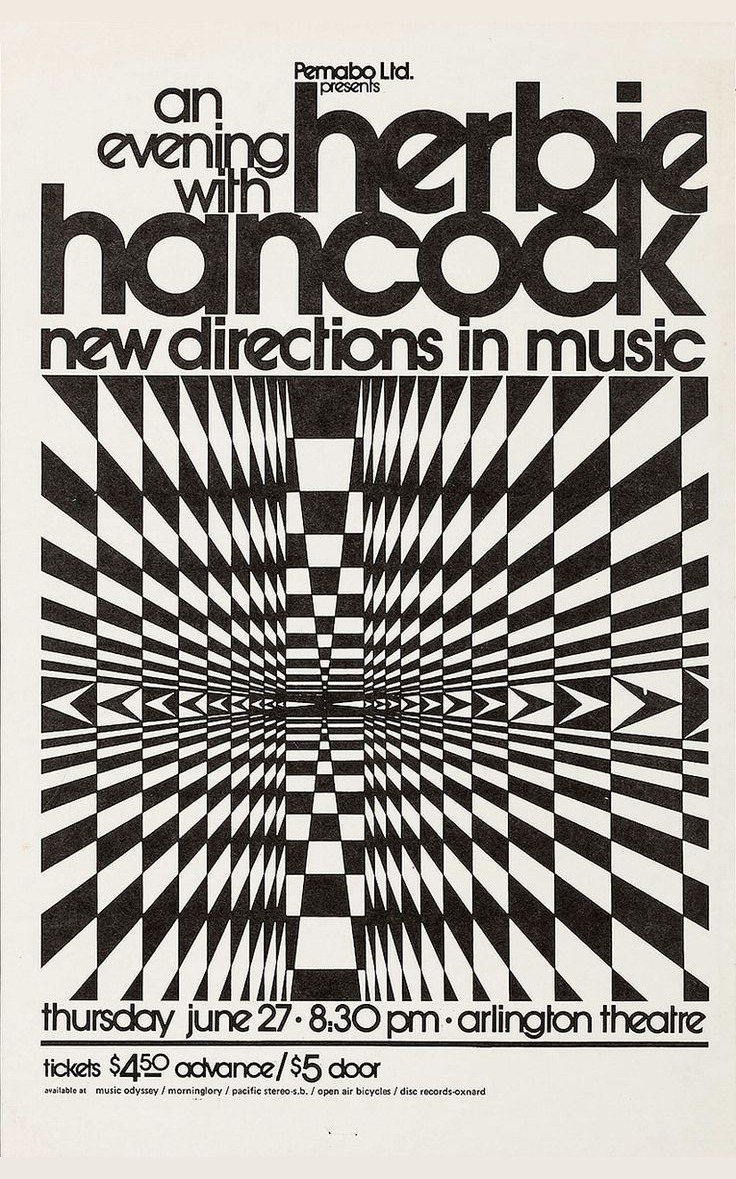 Pemabo Ltd.
presents
an
evening
with
herbie
hancock
new directions in music
thursday june 27 • 8:30 pm • arlington theatre
tickets $4.50 advance/$5 door
available at music odyssey / morninglory / pacific stereo-s.b. / open air bicycles / disc records-oxnard